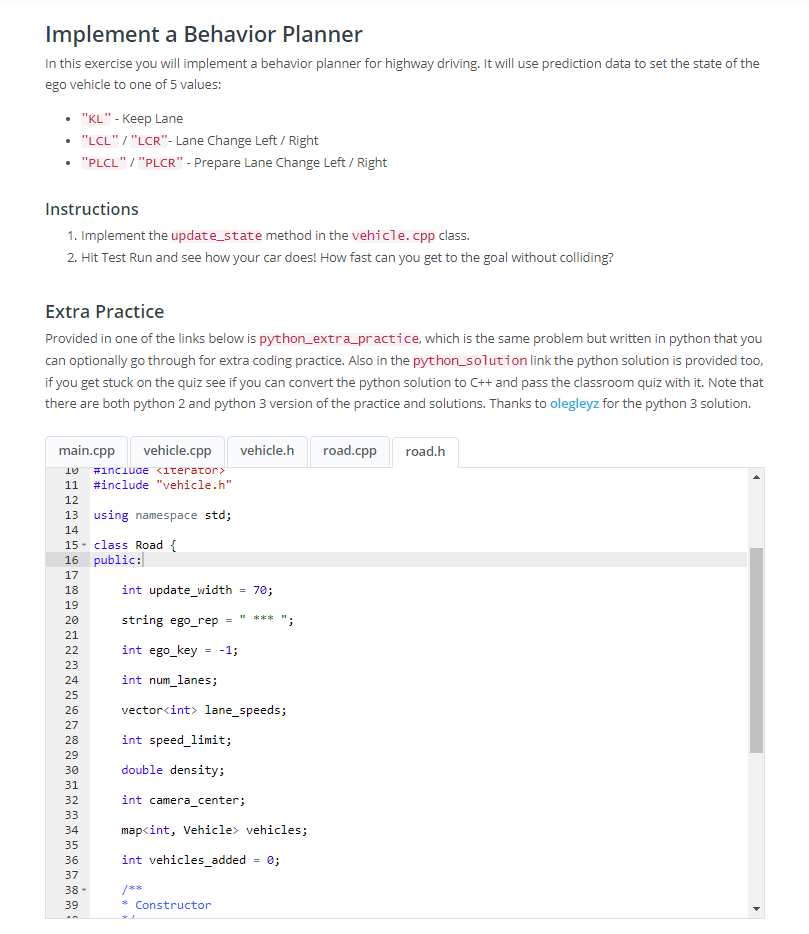 Implement a Behavior Planner
In this exercise you will implement a behavior planner for highway driving. It will use prediction data to set the state of the
ego vehicle to one of 5 values:
• "KL" - Keep Lane
• "LCL" / "LCR"- Lane Change Left / Right
• "PLCL" / "PLCR" - Prepare Lane Change Left / Right
Instructions
1. Implement the update_state method in the vehicle.cpp class.
2. Hit Test Run and see how your car does! How fast can you get to the goal without colliding?
Extra Practice
Provided in one of the links below is python_extra_practice, which is the same problem but written in python that you
can optionally go through for extra coding practice. Also in the python_solution link the python solution is provided too,
if you get stuck on the quiz see if you can convert the python solution to C++ and pass the classroom quiz with it. Note that
there are both python 2 and python 3 version of the practice and solutions. Thanks to olegleyz for the python 3 solution.
main.cpp vehicle.cpp vehicle.h road.cpp road.h
10 #include <iterator>
11 #include "vehicle.h"
12
13 using namespace std;
14
15 class Road {
16 public:
17
18 int update_width = 70;
19
20 string ego_rep = " *** ";
21
22 int ego_key = -1;
23
24 int num_lanes;
25
26 vector<int> lane_speeds;
27
28 int speed_limit;
29
30 double density;
31
32 int camera_center;
33
34 map<int, Vehicle> vehicles;
35
36 int vehicles_added = 0;
37
38 /**
39 * Constructor
40 */